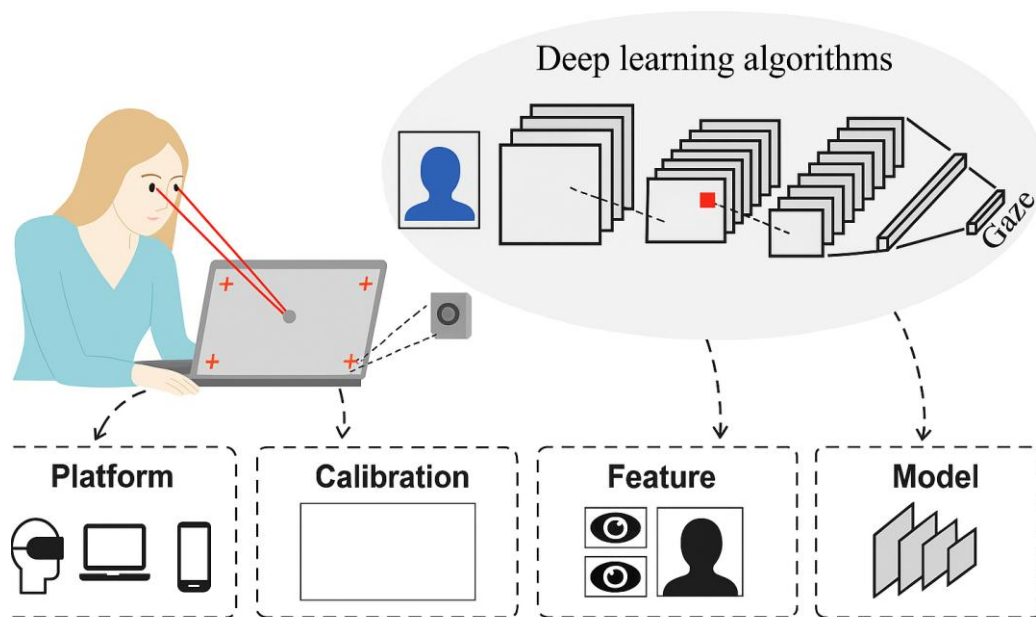 Deep learning algorithms
Gaze
Platform
Calibration
Feature
Model